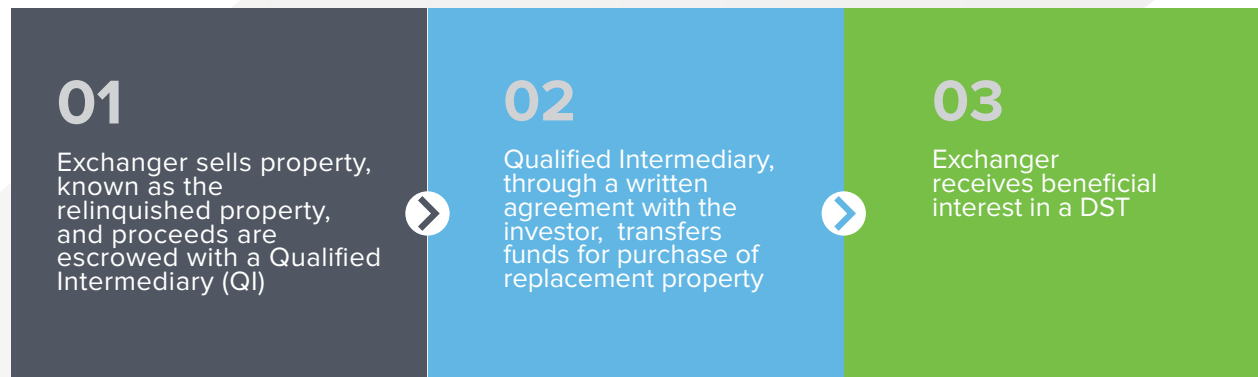 01
Exchanger sells property,
known as the
relinquished property,
and proceeds are
escrowed with a Qualified
Intermediary (QI)
02
Qualified Intermediary,
through a written
agreement with the
investor,  transfers
funds for purchase of
replacement property
03
Exchanger
receives beneficial
interest in a DST